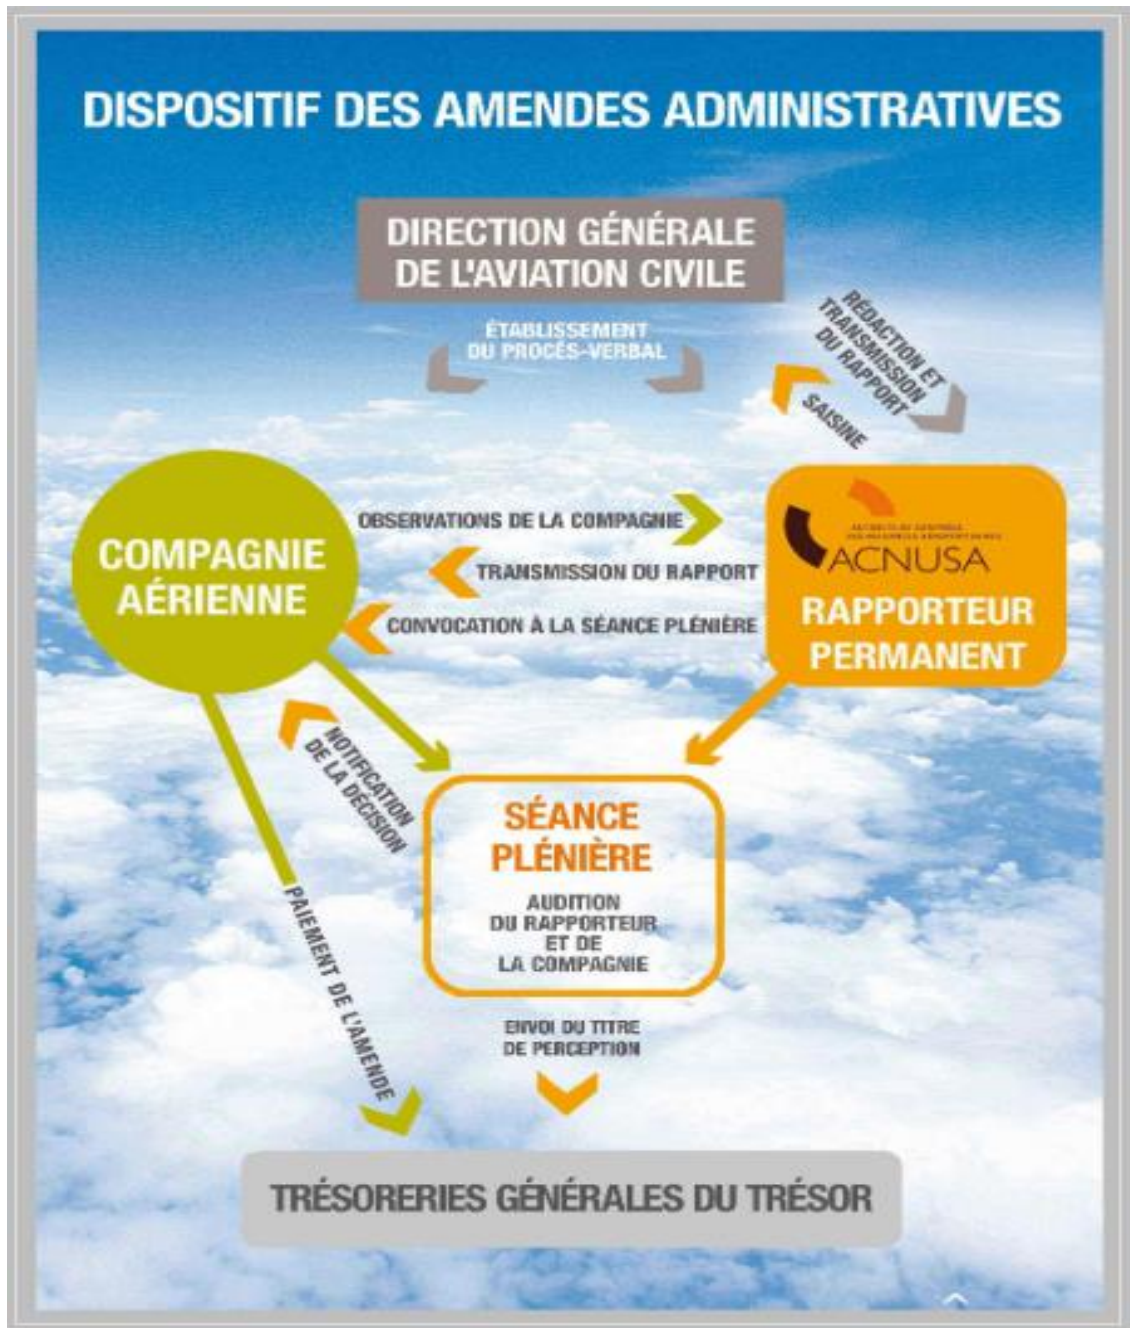 DISPOSITIF DES AMENDES ADMINISTRATIVES
DIRECTION GÉNÉRALE
DE L'AVIATION CIVILE
ÉTABLISSEMENT
DU PROCÈS-VERBAL
RÉDACTION ET
TRANSMISSION
DU RAPPORT
SAISINE
COMPAGNIE
AÉRIENNE
OBSERVATIONS DE LA COMPAGNIE
TRANSMISSION DU RAPPORT
CONVOCATION À LA SÉANCE PLÉNIÈRE
ACNUSA
RAPPORTEUR
PERMANENT
NOTIFICATION
DE LA DÉCISION
SÉANCE
PLÉNIÈRE
AUDITION
DU RAPPORTEUR
ET DE
LA COMPAGNIE
PAIEMENT DE L'AMENDE
ENVOI DU TITRE
DE PERCEPTION
TRÉSORERIES GÉNÉRALES DU TRÉSOR